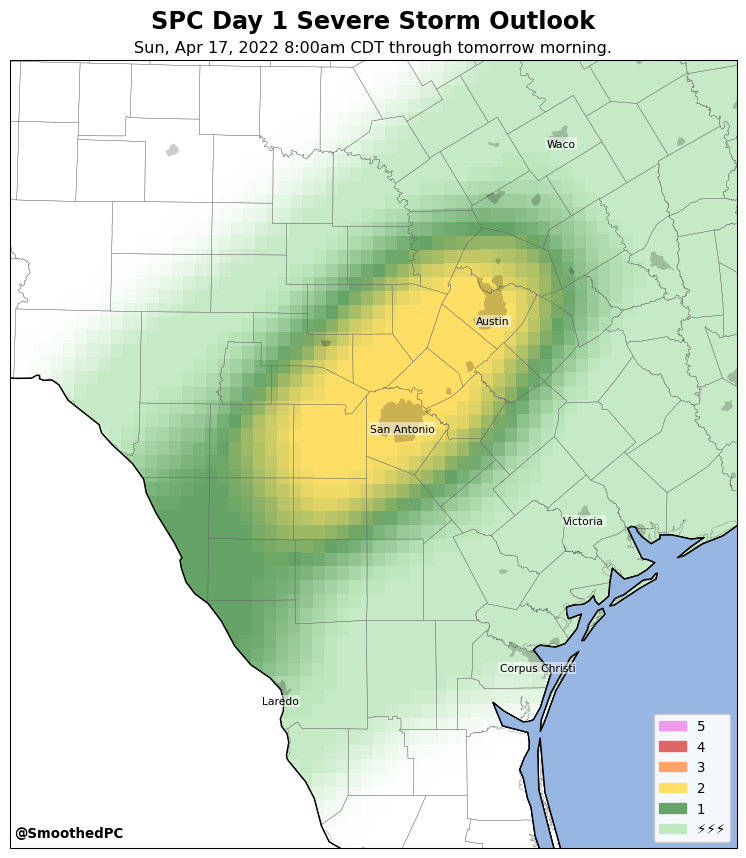 SPC Day 1 Severe Storm Outlook
Sun, Apr 17, 2022 8:00am CDT through tomorrow morning.
Waco
Austin
San Antonio
Victoria
Corpus Christi
Laredo
5
4
3
2
1
⚡⚡⚡
@SmoothedPC